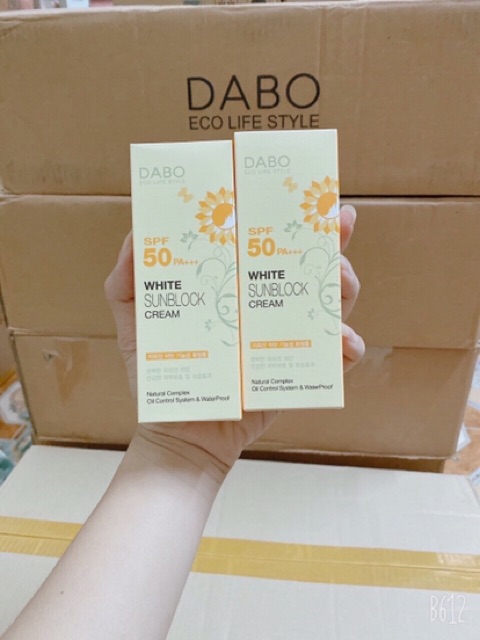 DABO
ECO LIFE STYLE
DABO
ECO LIFE STYLE
SPF
50 PA+++
WHITE
SUNBLOCK
CREAM
Natural Complex
Oil Control System & WaterProof
DABO
ECO LIFE STYLE
SPF
50 PA+++
WHITE
SUNBLOCK
CREAM
Natural Complex
Oil Control System & WaterProof
B612